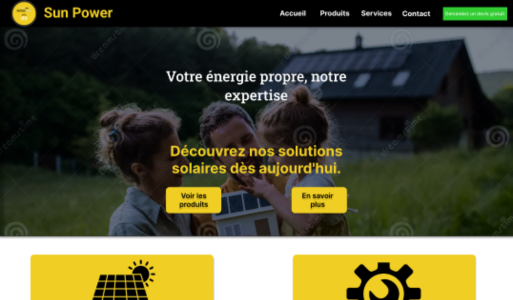 Sun Power
Accueil Produits Services Contact
Demandez un devis gratuit
Votre énergie propre, notre
expertise
Découvrez nos solutions
solaires dès aujourd'hui.
Voir les
produits
En savoir
plus